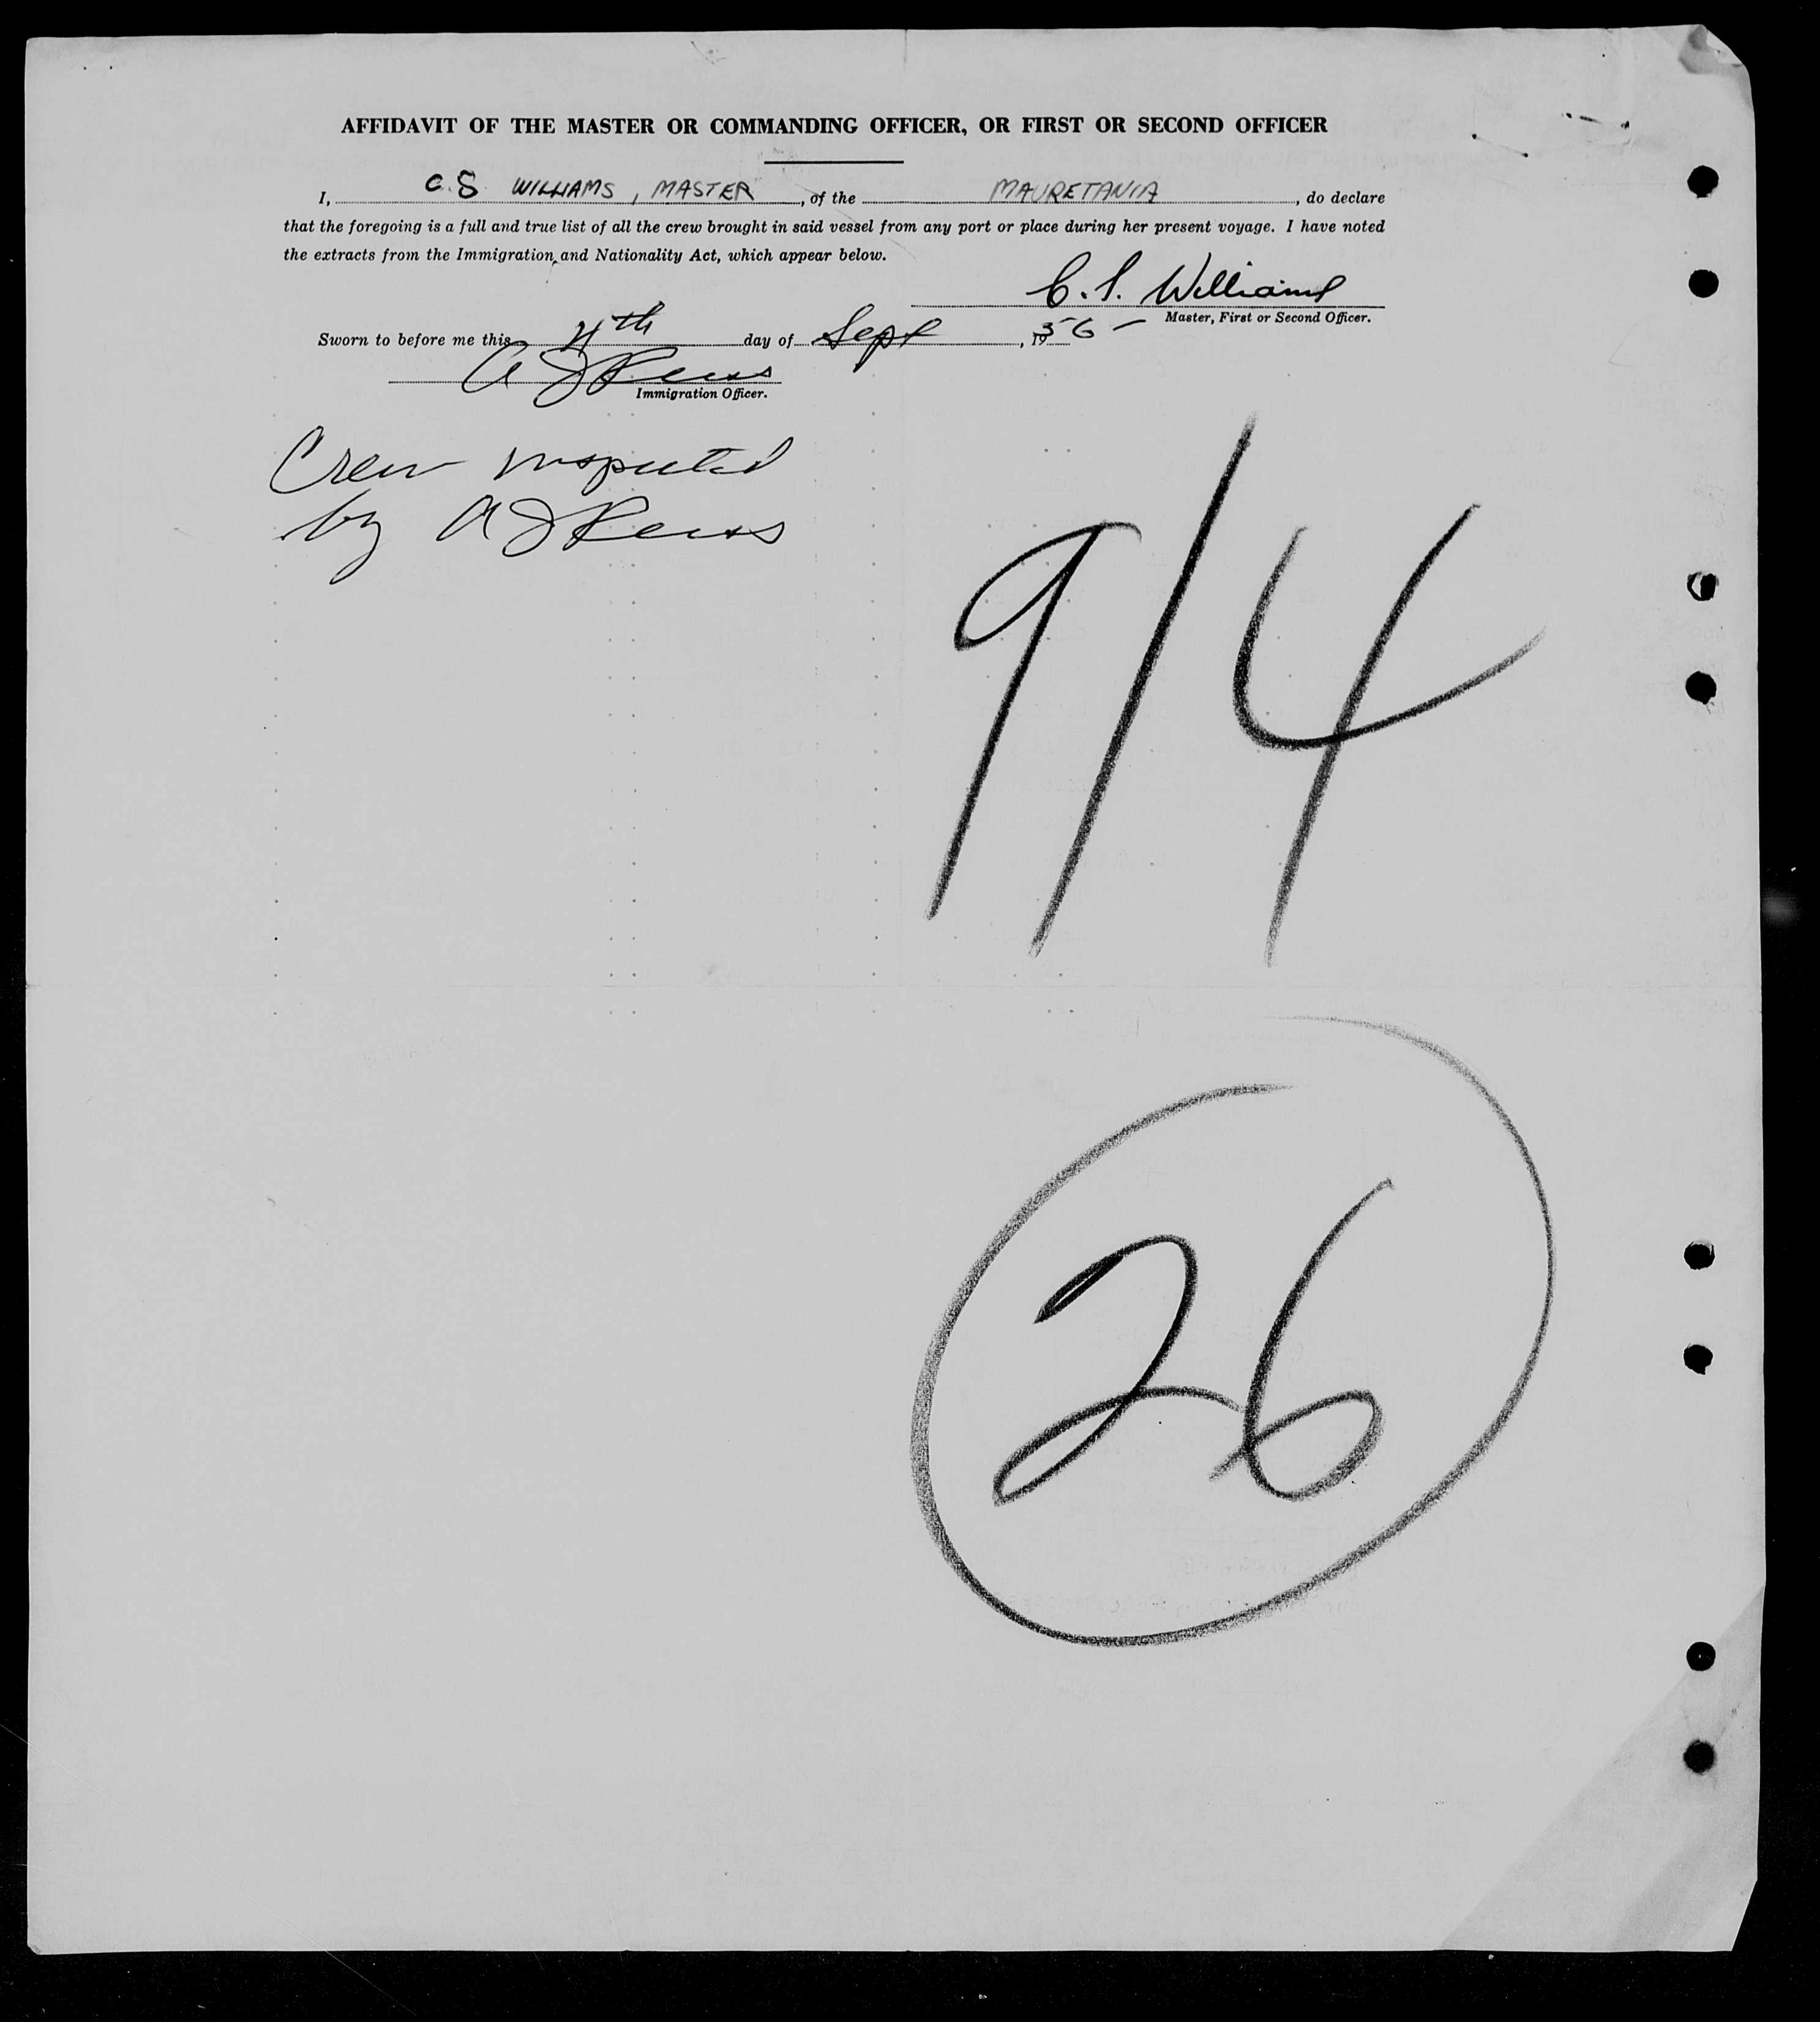 AFFIDAVIT OF THE MASTER OR COMMANDING OFFICER, OR FIRST OR SECOND OFFICER
I, C.S. WILLIAMS, MASTER, of the MAURETANIA, do declare
that the foregoing is a full and true list of all the crew brought in said vessel from any port or place during her present voyage. I have noted
the extracts from the Immigration and Nationality Act, which appear below.
C. S. Williams
Master, First or Second Officer.
Sworn to before me this 4th day of Sept, 1956
A J
Immigration Officer.
Crew inspected
by A J
9/4
26